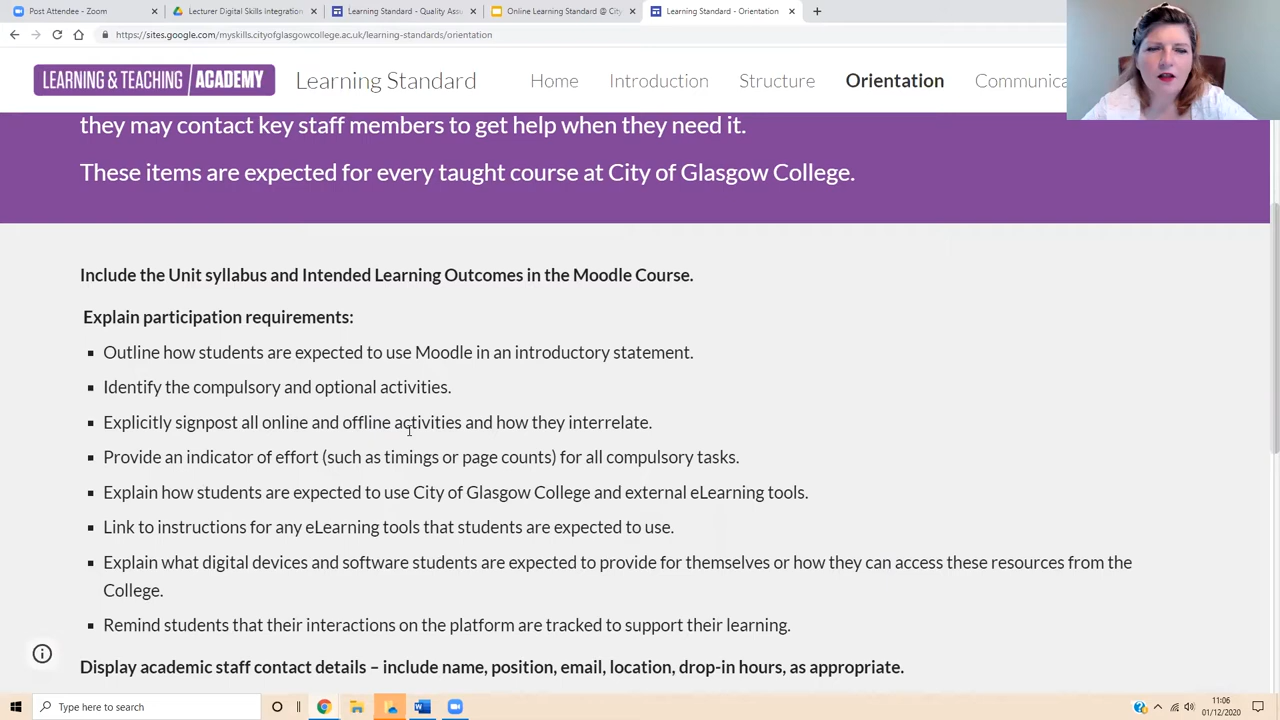 Post Attendee - Zoom
Lecturer Digital Skills Integration
Learning Standard - Quality Ass
Online Learning Standard @ City
Learning Standard - Orientation
https://sites.google.com/myskills.cityofglasgowcollege.ac.uk/learning-standards/orientation
LEARNING & TEACHING ACADEMY
Learning Standard
Home
Introduction
Structure
Orientation
Communica
they may contact key staff members to get help when they need it.
These items are expected for every taught course at City of Glasgow College.
Include the Unit syllabus and Intended Learning Outcomes in the Moodle Course.
Explain participation requirements:
Outline how students are expected to use Moodle in an introductory statement.
Identify the compulsory and optional activities.
Explicitly signpost all online and offline activities and how they interrelate.
Provide an indicator of effort (such as timings or page counts) for all compulsory tasks.
Explain how students are expected to use City of Glasgow College and external eLearning tools.
Link to instructions for any eLearning tools that students are expected to use.
Explain what digital devices and software students are expected to provide for themselves or how they can access these resources from the
College.
Remind students that their interactions on the platform are tracked to support their learning.
Display academic staff contact details – include name, position, email, location, drop-in hours, as appropriate.
Type here to search
11:06
01/12/2020